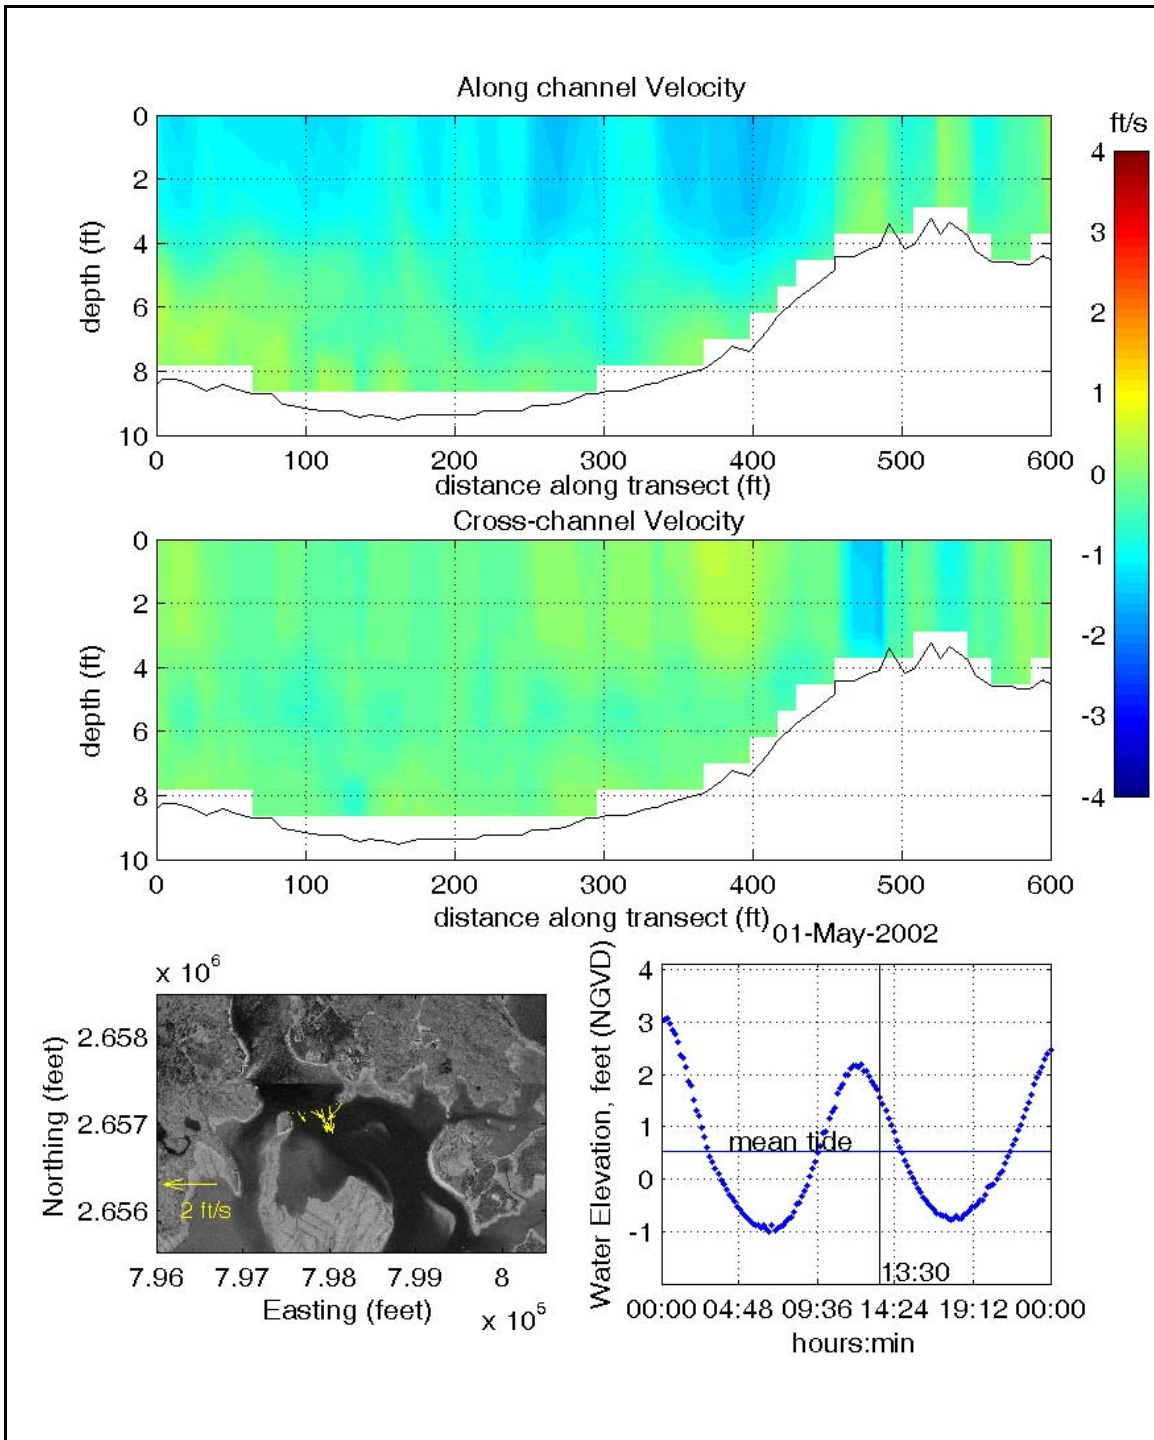 Along channel Velocity
ft/s
0
2
4
6
8
10
depth (ft)
0 100 200 300 400 500 600
distance along transect (ft)
4
3
2
1
0
-1
-2
-3
-4
Cross-channel Velocity
0
2
4
6
8
10
depth (ft)
0 100 200 300 400 500 600
distance along transect (ft)
x 10^6
2.658
2.657
2.656
Northing (feet)
2 ft/s
7.96 7.97 7.98 7.99 8
Easting (feet)
x 10^5
01-May-2002
Water Elevation, feet (NGVD)
4
3
2
1
0
-1
mean tide
13:30
00:00 04:48 09:36 14:24 19:12 00:00
hours:min